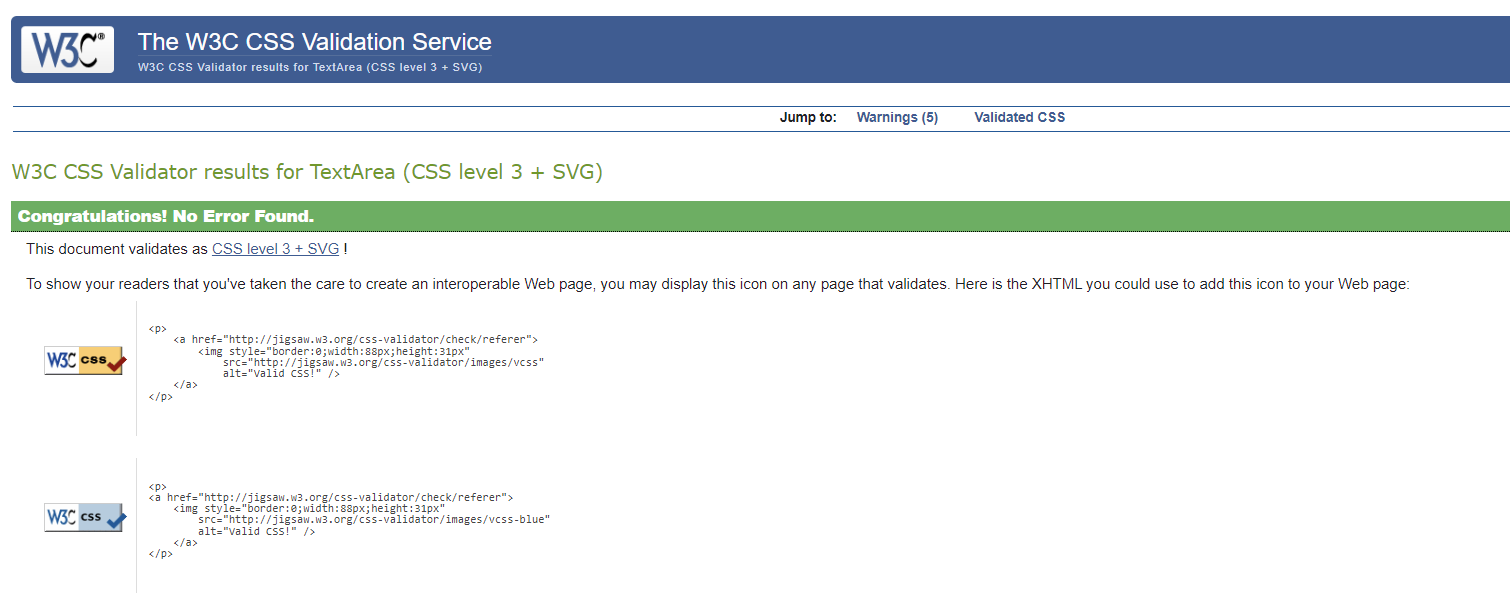 W3C®
The W3C CSS Validation Service
W3C CSS Validator results for TextArea (CSS level 3 + SVG)
Jump to: Warnings (5) Validated CSS
W3C CSS Validator results for TextArea (CSS level 3 + SVG)
Congratulations! No Error Found.
This document validates as CSS level 3 + SVG !
To show your readers that you've taken the care to create an interoperable Web page, you may display this icon on any page that validates. Here is the XHTML you could use to add this icon to your Web page:
W3C css
<p>
<a href="http://jigsaw.w3.org/css-validator/check/referer">
<img style="border:0;width:88px;height:31px"
src="http://jigsaw.w3.org/css-validator/images/vcss"
alt="Valid CSS!" />
</a>
</p>
W3C css
<p>
<a href="http://jigsaw.w3.org/css-validator/check/referer">
<img style="border:0;width:88px;height:31px"
src="http://jigsaw.w3.org/css-validator/images/vcss-blue"
alt="Valid CSS!" />
</a>
</p>